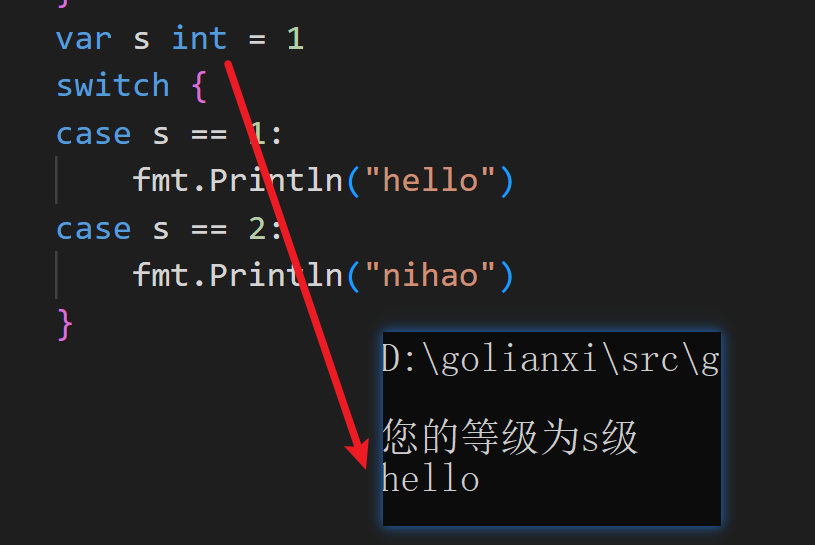 }
var s int = 1
switch {
case s == 1:
    fmt.Println("hello")
case s == 2:
    fmt.Println("nihao")
}
D:\golianxi\src\g
您的等级为s级
hello